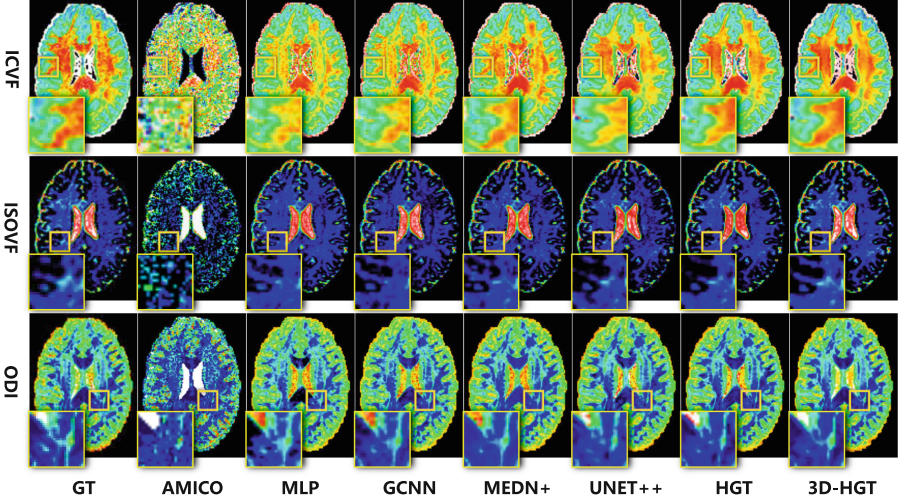 ICVF
ISOVF
ODI
GT AMICO MLP GCNN MEDN+ UNET++ HGT 3D-HGT